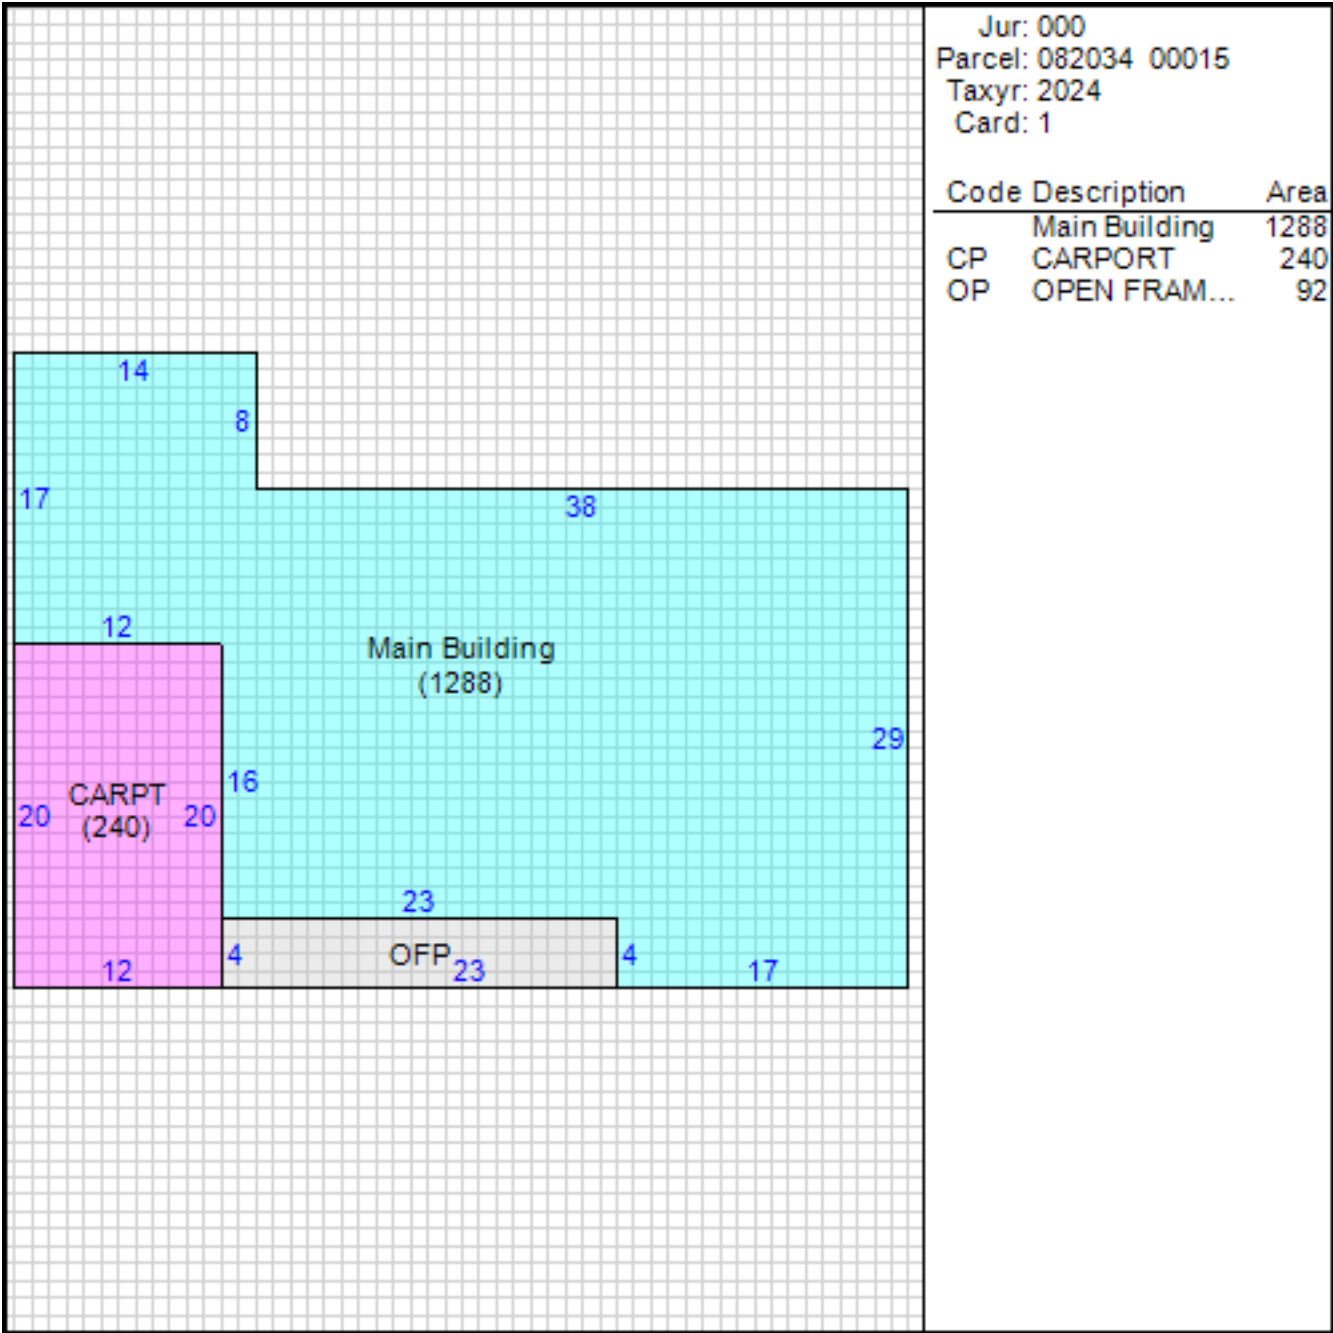 Jur: 000
Parcel: 082034 00015
Taxyr: 2024
Card: 1
Code Description Area
Main Building 1288
CP CARPORT 240
OP OPEN FRAM... 92
14
8
17
38
12
Main Building
(1288)
29
16
CARPT
20 20
(240)
23
4 OFP 4
12 23 17